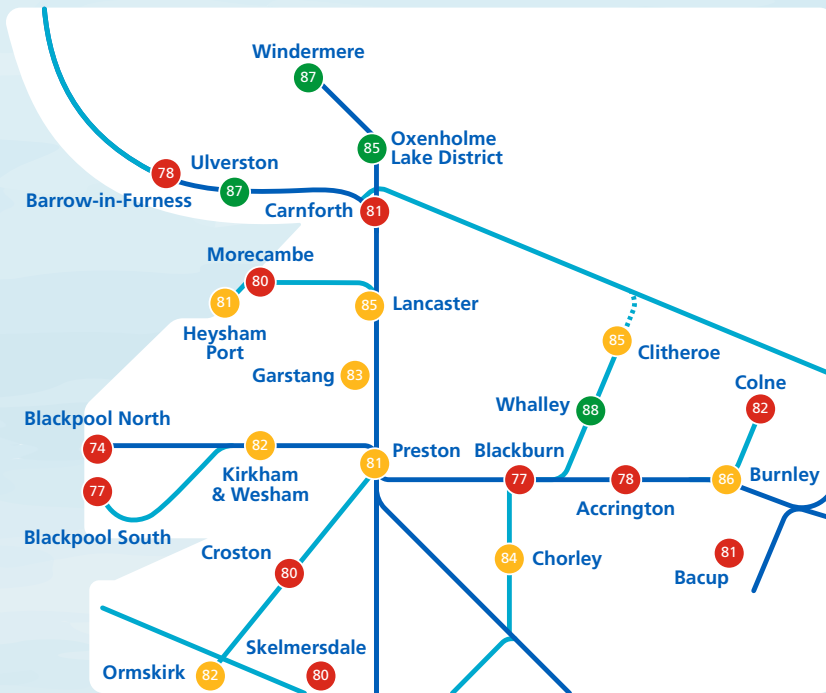 Windermere
87
85
Oxenholme
Lake District
78
Ulverston
87
Barrow-in-Furness
Carnforth
81
Morecambe
80
81
Heysham
Port
85
Lancaster
Garstang
83
85
Clitheroe
Colne
82
Whalley
88
Blackpool North
74
82
Kirkham
& Wesham
Preston
81
Blackburn
77
78
Accrington
86
Burnley
77
Blackpool South
Croston
80
84
Chorley
81
Bacup
Ormskirk
82
Skelmersdale
80